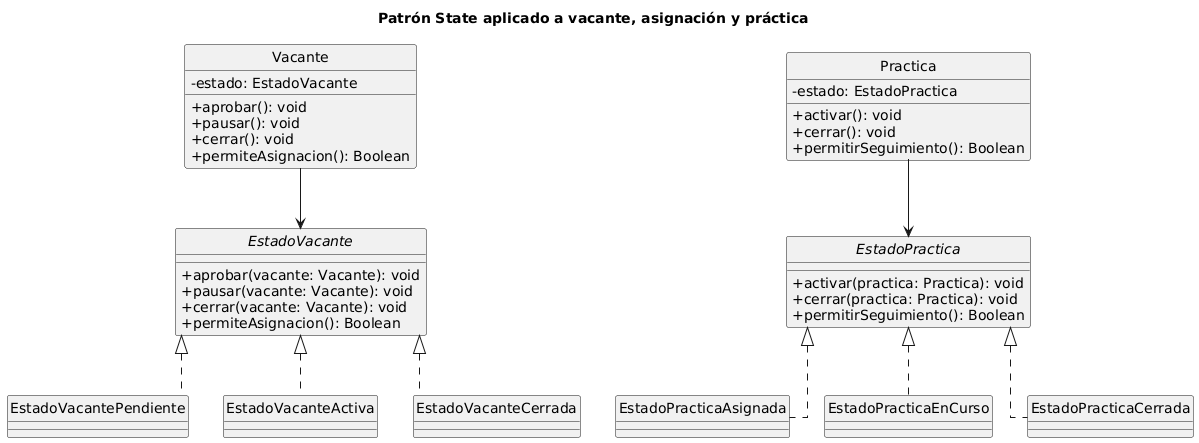 Patrón State aplicado a vacante, asignación y práctica
Vacante
-estado: EstadoVacante
+aprobar(): void
+pausar(): void
+cerrar(): void
+permiteAsignacion(): Boolean
Practica
-estado: EstadoPractica
+activar(): void
+cerrar(): void
+permitirSeguimiento(): Boolean
EstadoVacante
+aprobar(vacante: Vacante): void
+pausar(vacante: Vacante): void
+cerrar(vacante: Vacante): void
+permiteAsignacion(): Boolean
EstadoPractica
+activar(practica: Practica): void
+cerrar(practica: Practica): void
+permitirSeguimiento(): Boolean
EstadoVacantePendiente
EstadoVacanteActiva
EstadoVacanteCerrada
EstadoPracticaAsignada
EstadoPracticaEnCurso
EstadoPracticaCerrada